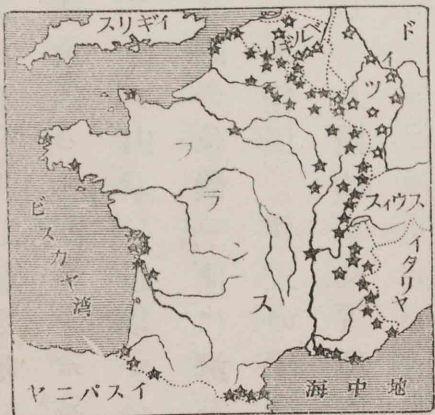 イギリス
ベルギー
ドイツ
フランス
スウィス
イタリヤ
ビスカヤ湾
イスパニヤ
地中海